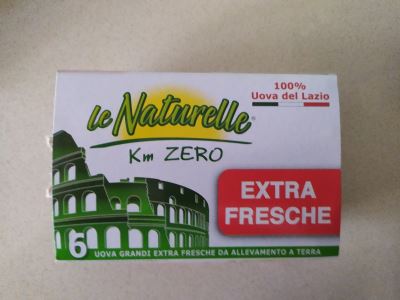 100%
Uova del Lazio
le Naturelle®
Km ZERO
EXTRA
FRESCHE
6
UOVA GRANDI EXTRA FRESCHE DA ALLEVAMENTO A TERRA